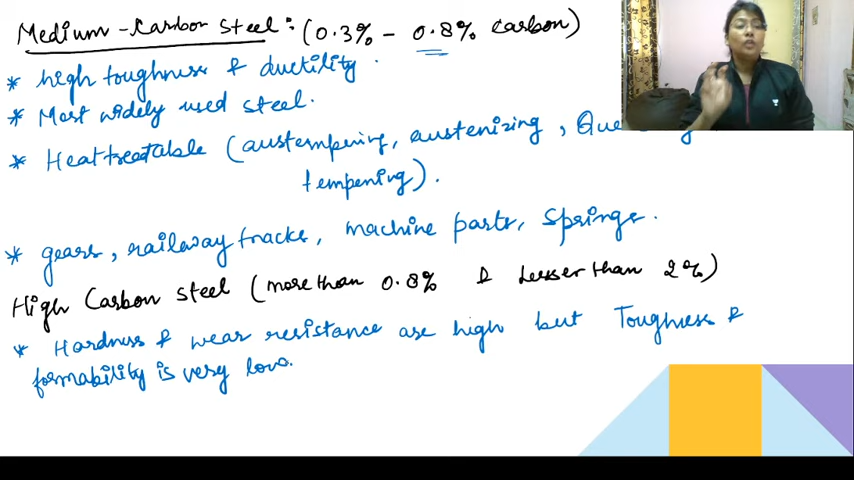 Medium-Carbon Steel: (0.3% - 0.8% carbon)
* high toughness & ductility.
* Most widely used steel.
* Heattreatable (austempering, austenizing,
tempering).
* gears, railway tracks, machine parts, springs.
High Carbon steel (more than 0.8% & Lesser than 2%)
* Hardness & wear resistance are high but Toughness &
formability is very low.